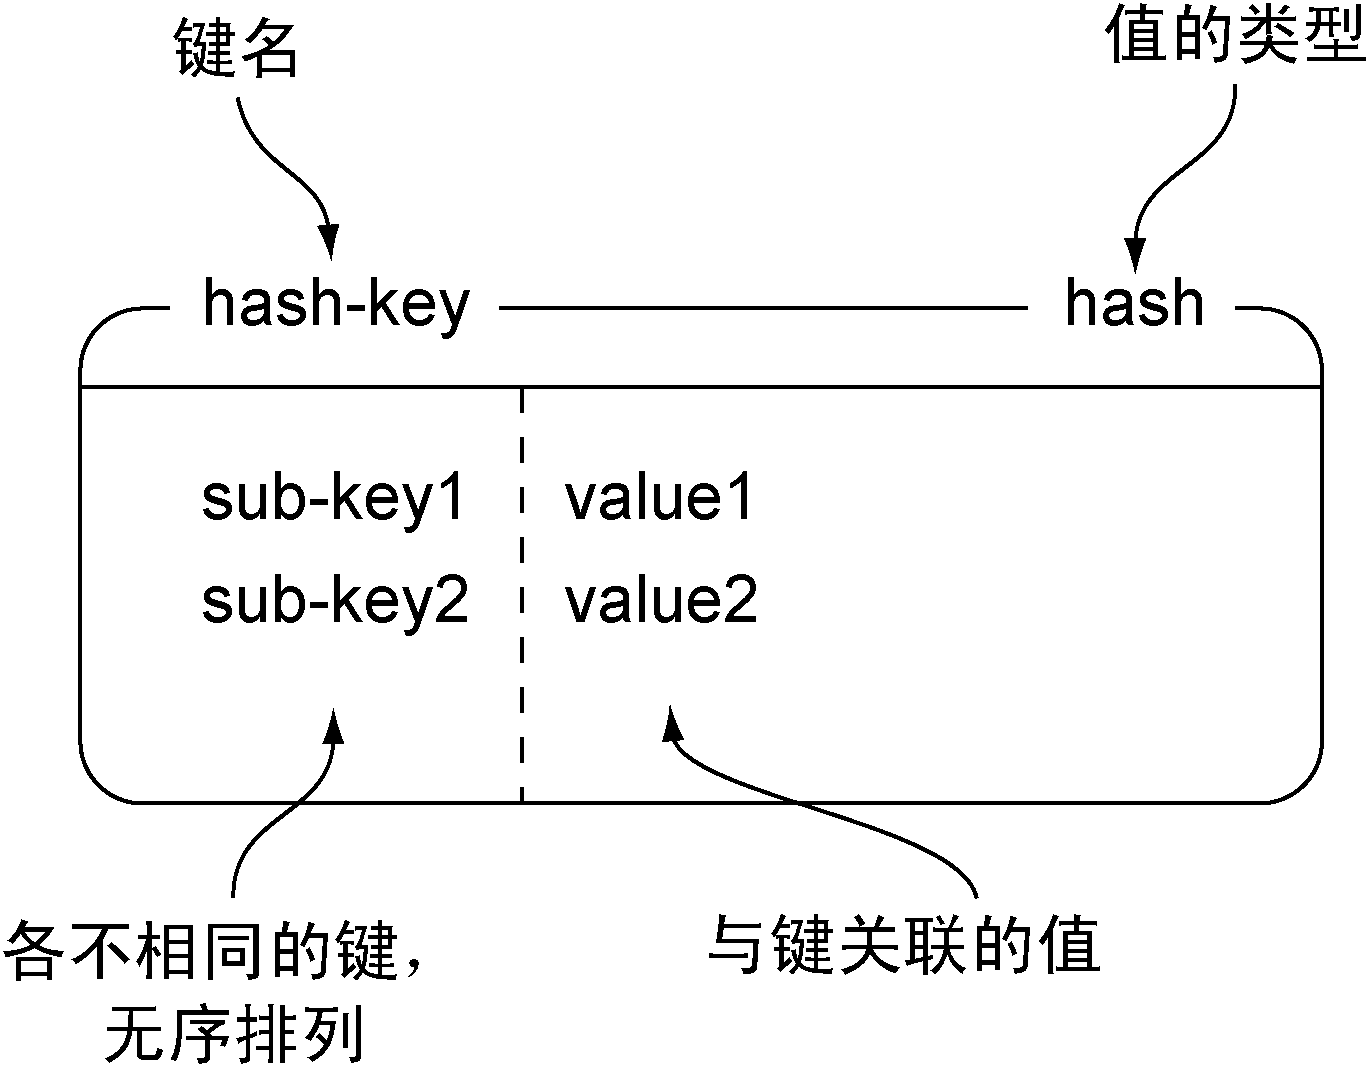 键名
值的类型
hash-key
hash
sub-key1
value1
sub-key2
value2
各不相同的键，
无序排列
与键关联的值